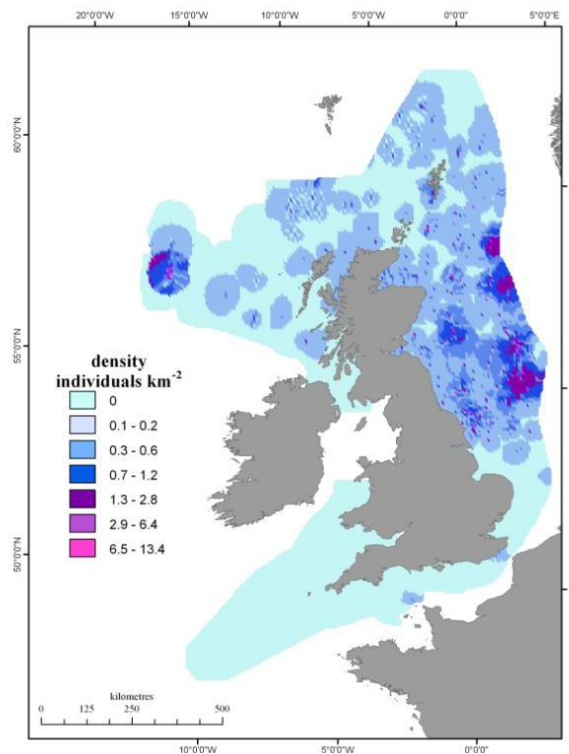 20°0'0"W 15°0'0"W 10°0'0"W 5°0'0"W 0°0'0" 5°0'0"E
60°0'0"N
55°0'0"N
50°0'0"N
density
individuals km-2
0
0.1 - 0.2
0.3 - 0.6
0.7 - 1.2
1.3 - 2.8
2.9 - 6.4
6.5 - 13.4
kilometres
0 125 250 500
10°0'0"W 5°0'0"W 0°0'0"